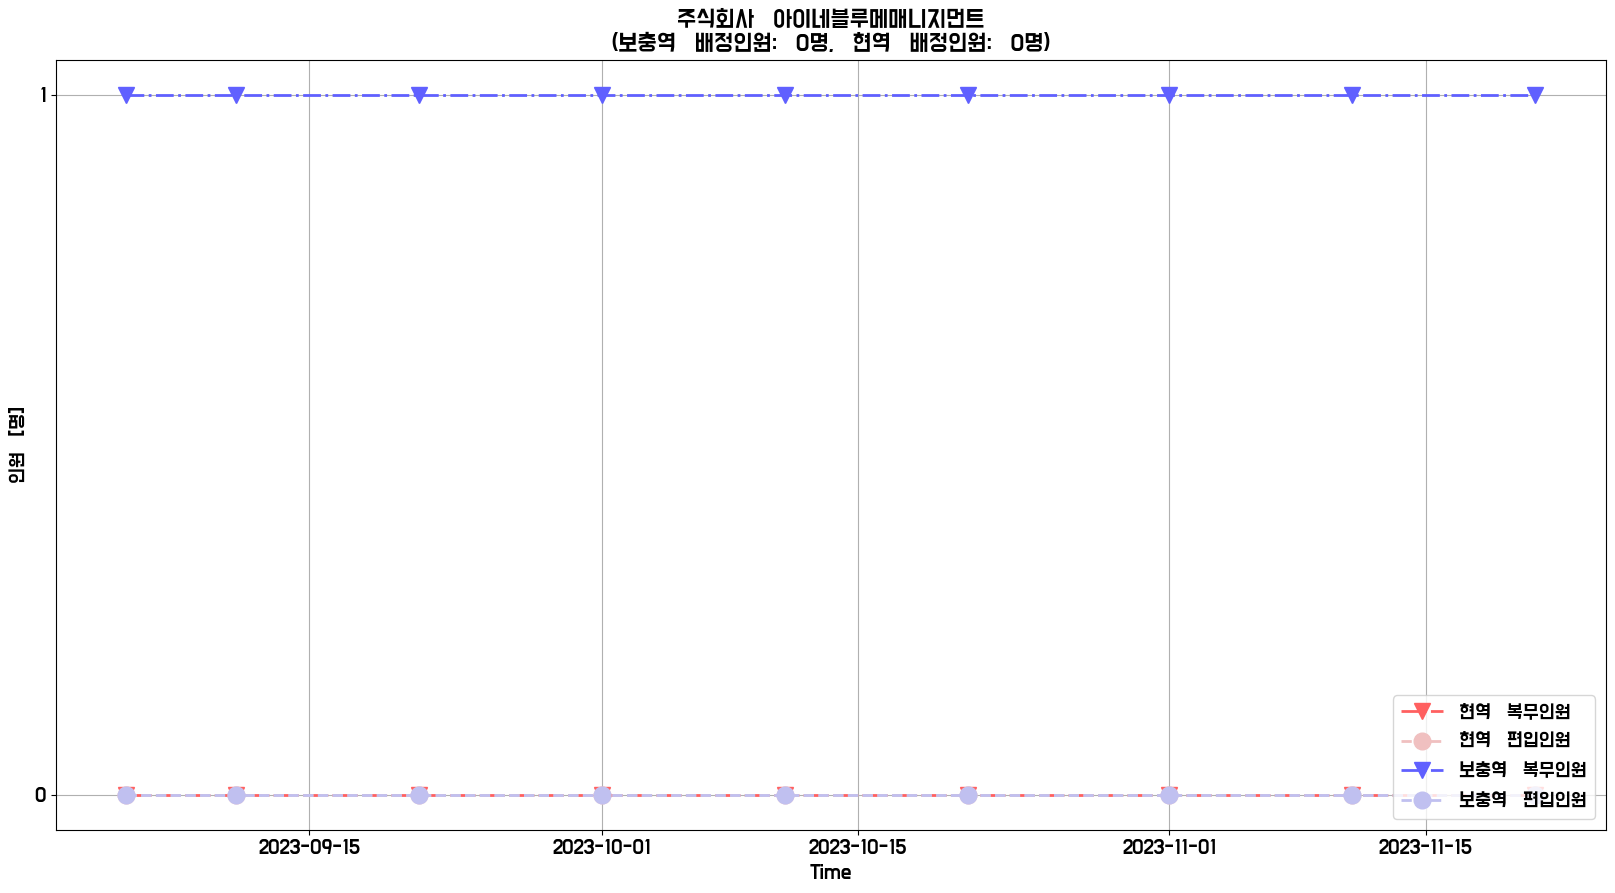 주식회사 아이네블루메매니지먼트
(보충역 배정인원: 0명, 현역 배정인원: 0명)
1
0
인원 [명]
2023-09-15
2023-10-01
2023-10-15
2023-11-01
2023-11-15
Time
현역 복무인원
현역 편입인원
보충역 복무인원
보충역 편입인원